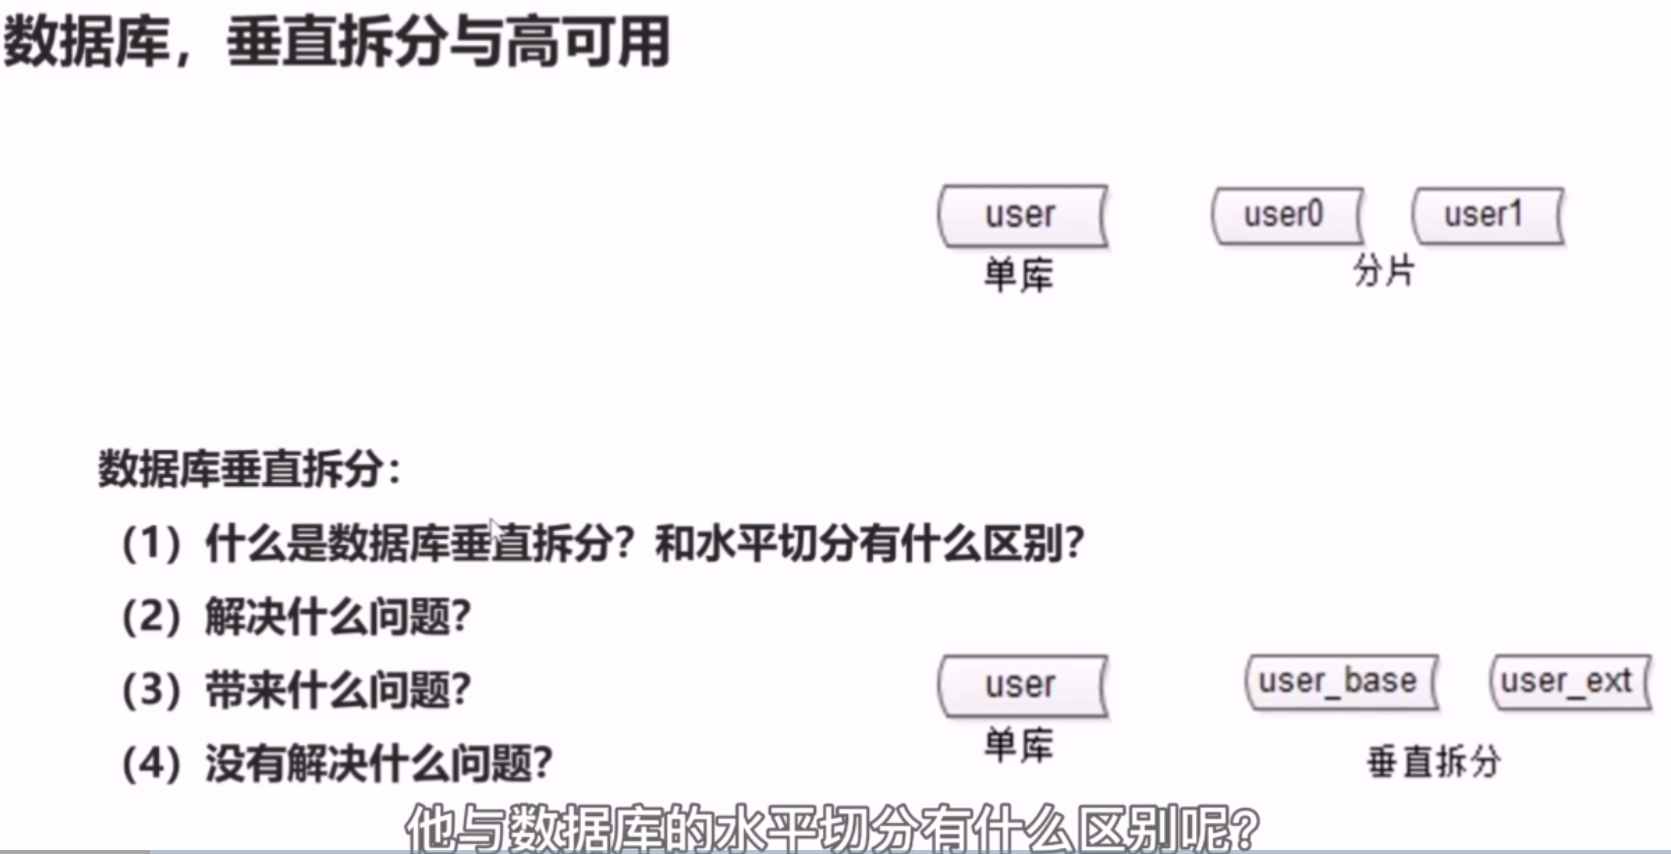 数据库，垂直拆分与高可用
user
user0
user1
单库
分片
数据库垂直拆分：
（1）什么是数据库垂直拆分？和水平切分有什么区别？
（2）解决什么问题？
（3）带来什么问题？
（4）没有解决什么问题？
user
user_base
user_ext
单库
垂直拆分
他与数据库的水平切分有什么区别呢？